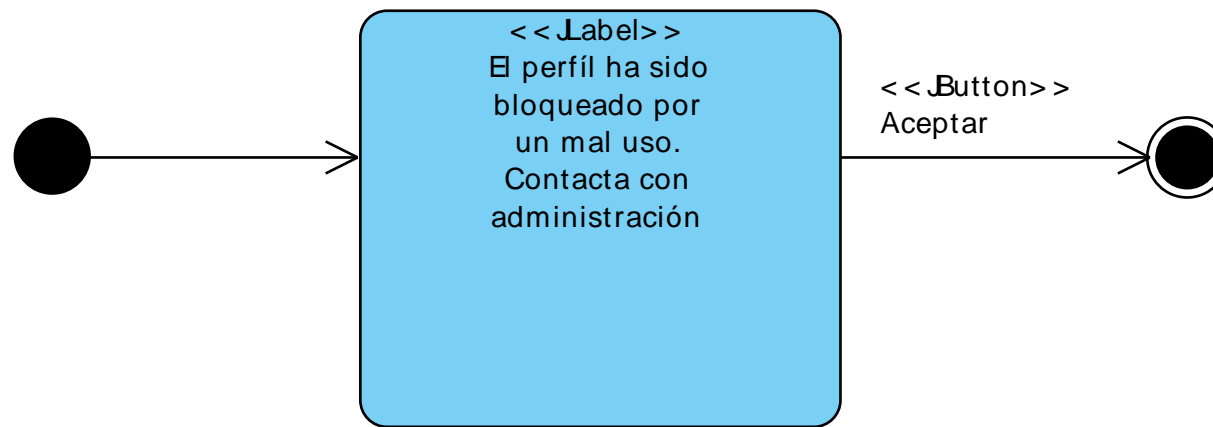 <<JLabel>>
El perfíl ha sido
bloqueado por
un mal uso.
Contacta con
administración
<<JButton>>
Aceptar